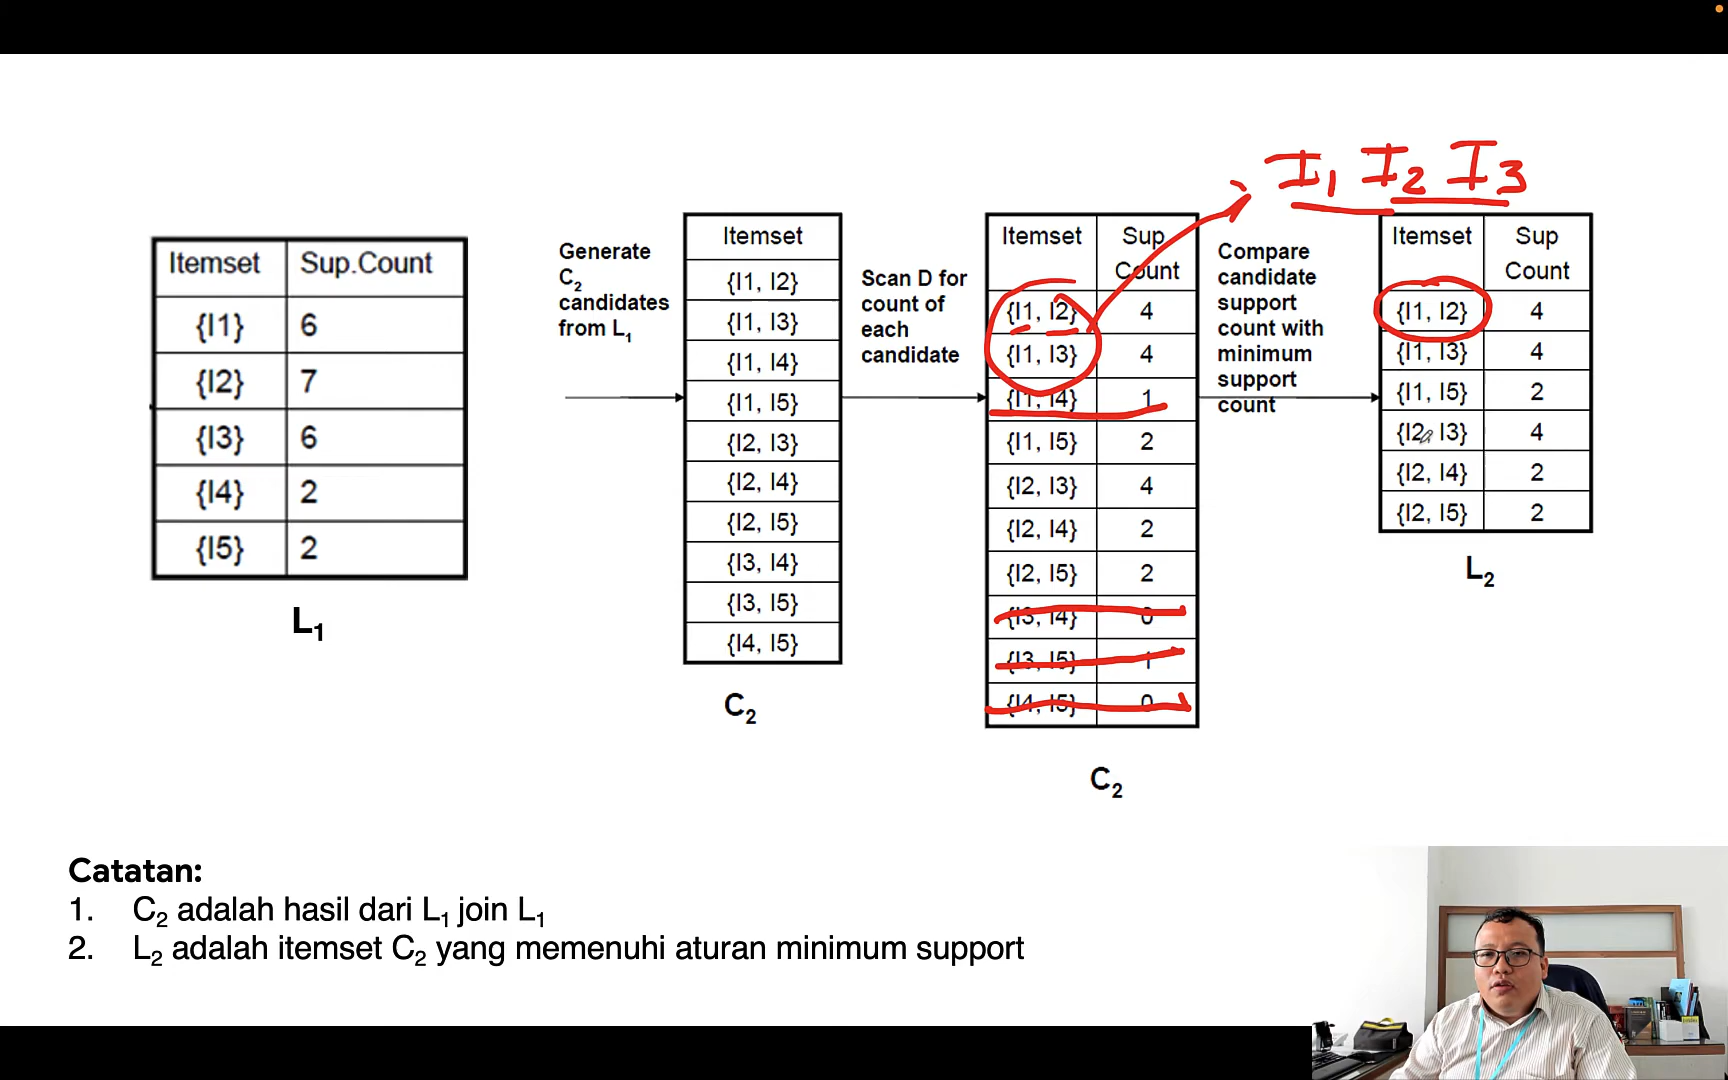 I1 I2 I3
Itemset Sup.Count
{I1} 6
{I2} 7
{I3} 6
{I4} 2
{I5} 2
L1
Generate
C2
candidates
from L1
Itemset
{I1, I2}
{I1, I3}
{I1, I4}
{I1, I5}
{I2, I3}
{I2, I4}
{I2, I5}
{I3, I4}
{I3, I5}
{I4, I5}
C2
Scan D for
count of
each
candidate
Itemset Sup
Count
{I1, I2} 4
{I1, I3} 4
{I1, I4} 1
{I1, I5} 2
{I2, I3} 4
{I2, I4} 2
{I2, I5} 2
{I3, I4} 0
{I3, I5} 1
{I4, I5} 0
C2
Compare
candidate
support
count with
minimum
support
count
Itemset Sup
Count
{I1, I2} 4
{I1, I3} 4
{I1, I5} 2
{I2, I3} 4
{I2, I4} 2
{I2, I5} 2
L2
Catatan:
1. C2 adalah hasil dari L1 join L1
2. L2 adalah itemset C2 yang memenuhi aturan minimum support